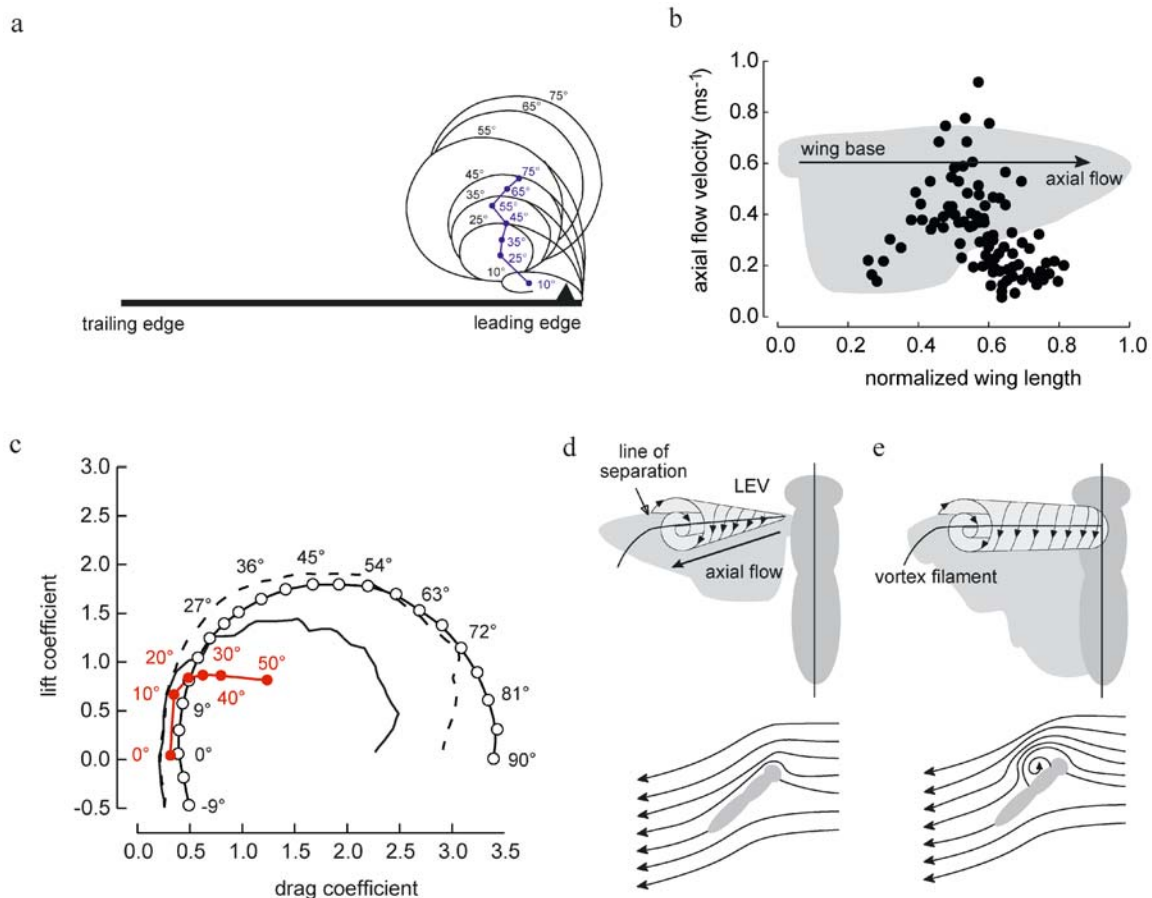 a
75°
65°
55°
45°
35°
25°
10°
75°
65°
55°
45°
35°
25°
10°
trailing edge
leading edge
b
axial flow velocity (ms-1)
1.0
0.8
0.6
0.4
0.2
0.0
wing base
axial flow
0.0 0.2 0.4 0.6 0.8 1.0
normalized wing length
c
lift coefficient
3.0
2.5
2.0
1.5
1.0
0.5
0.0
-0.5
36° 45° 54°
27° 63°
20° 30° 50° 72°
10° 40°
9° 81°
0° 0° 90°
-9°
0.0 0.5 1.0 1.5 2.0 2.5 3.0 3.5
drag coefficient
d
line of
separation
LEV
axial flow
e
vortex filament